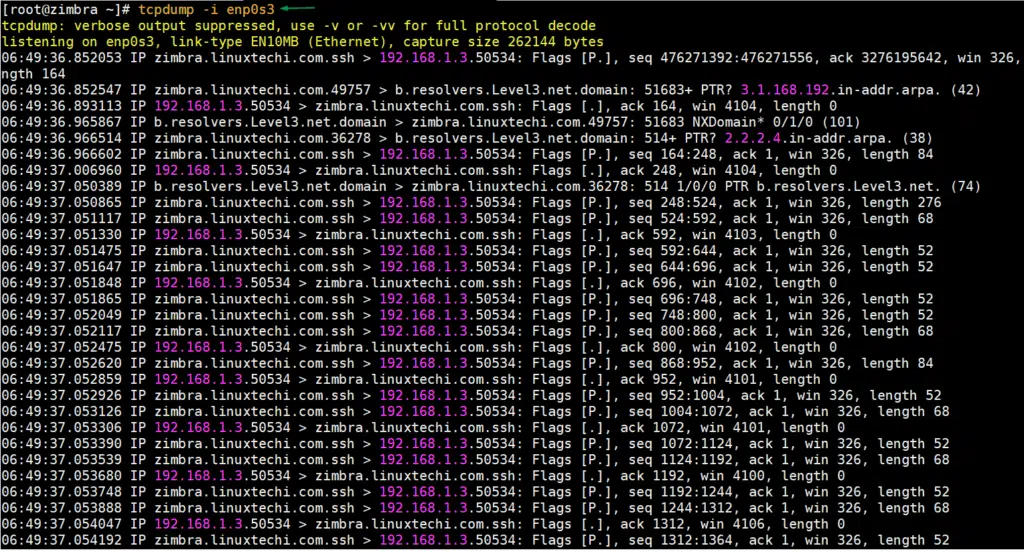 [root@zimbra ~]# tcpdump -i enp0s3
tcpdump: verbose output suppressed, use -v or -vv for full protocol decode
listening on enp0s3, link-type EN10MB (Ethernet), capture size 262144 bytes
06:49:36.852053 IP zimbra.linuxtechi.com.ssh > 192.168.1.3.50534: Flags [P.], seq 476271392:476271556, ack 3276195642, win 326,
ngth 164
06:49:36.852547 IP zimbra.linuxtechi.com.49757 > b.resolvers.Level3.net.domain: 51683+ PTR? 3.1.168.192.in-addr.arpa. (42)
06:49:36.893113 IP 192.168.1.3.50534 > zimbra.linuxtechi.com.ssh: Flags [.], ack 164, win 4104, length 0
06:49:36.965867 IP b.resolvers.Level3.net.domain > zimbra.linuxtechi.com.49757: 51683 NXDomain* 0/1/0 (101)
06:49:36.966514 IP zimbra.linuxtechi.com.36278 > b.resolvers.Level3.net.domain: 514+ PTR? 2.2.2.4.in-addr.arpa. (38)
06:49:36.966602 IP zimbra.linuxtechi.com.ssh > 192.168.1.3.50534: Flags [P.], seq 164:248, ack 1, win 326, length 84
06:49:37.006960 IP 192.168.1.3.50534 > zimbra.linuxtechi.com.ssh: Flags [.], ack 248, win 4104, length 0
06:49:37.050389 IP b.resolvers.Level3.net.domain > zimbra.linuxtechi.com.36278: 514 1/0/0 PTR b.resolvers.Level3.net. (74)
06:49:37.050865 IP zimbra.linuxtechi.com.ssh > 192.168.1.3.50534: Flags [P.], seq 248:524, ack 1, win 326, length 276
06:49:37.051117 IP zimbra.linuxtechi.com.ssh > 192.168.1.3.50534: Flags [P.], seq 524:592, ack 1, win 326, length 68
06:49:37.051330 IP 192.168.1.3.50534 > zimbra.linuxtechi.com.ssh: Flags [.], ack 592, win 4103, length 0
06:49:37.051475 IP zimbra.linuxtechi.com.ssh > 192.168.1.3.50534: Flags [P.], seq 592:644, ack 1, win 326, length 52
06:49:37.051647 IP zimbra.linuxtechi.com.ssh > 192.168.1.3.50534: Flags [P.], seq 644:696, ack 1, win 326, length 52
06:49:37.051848 IP 192.168.1.3.50534 > zimbra.linuxtechi.com.ssh: Flags [.], ack 696, win 4102, length 0
06:49:37.051865 IP zimbra.linuxtechi.com.ssh > 192.168.1.3.50534: Flags [P.], seq 696:748, ack 1, win 326, length 52
06:49:37.052049 IP zimbra.linuxtechi.com.ssh > 192.168.1.3.50534: Flags [P.], seq 748:800, ack 1, win 326, length 52
06:49:37.052117 IP zimbra.linuxtechi.com.ssh > 192.168.1.3.50534: Flags [P.], seq 800:868, ack 1, win 326, length 68
06:49:37.052475 IP 192.168.1.3.50534 > zimbra.linuxtechi.com.ssh: Flags [.], ack 800, win 4102, length 0
06:49:37.052620 IP zimbra.linuxtechi.com.ssh > 192.168.1.3.50534: Flags [P.], seq 868:952, ack 1, win 326, length 84
06:49:37.052859 IP 192.168.1.3.50534 > zimbra.linuxtechi.com.ssh: Flags [.], ack 952, win 4101, length 0
06:49:37.052926 IP zimbra.linuxtechi.com.ssh > 192.168.1.3.50534: Flags [P.], seq 952:1004, ack 1, win 326, length 52
06:49:37.053126 IP zimbra.linuxtechi.com.ssh > 192.168.1.3.50534: Flags [P.], seq 1004:1072, ack 1, win 326, length 68
06:49:37.053306 IP 192.168.1.3.50534 > zimbra.linuxtechi.com.ssh: Flags [.], ack 1072, win 4101, length 0
06:49:37.053390 IP zimbra.linuxtechi.com.ssh > 192.168.1.3.50534: Flags [P.], seq 1072:1124, ack 1, win 326, length 52
06:49:37.053539 IP zimbra.linuxtechi.com.ssh > 192.168.1.3.50534: Flags [P.], seq 1124:1192, ack 1, win 326, length 68
06:49:37.053680 IP 192.168.1.3.50534 > zimbra.linuxtechi.com.ssh: Flags [.], ack 1192, win 4100, length 0
06:49:37.053748 IP zimbra.linuxtechi.com.ssh > 192.168.1.3.50534: Flags [P.], seq 1192:1244, ack 1, win 326, length 52
06:49:37.053888 IP zimbra.linuxtechi.com.ssh > 192.168.1.3.50534: Flags [P.], seq 1244:1312, ack 1, win 326, length 68
06:49:37.054047 IP 192.168.1.3.50534 > zimbra.linuxtechi.com.ssh: Flags [.], ack 1312, win 4106, length 0
06:49:37.054192 IP zimbra.linuxtechi.com.ssh > 192.168.1.3.50534: Flags [P.], seq 1312:1364, ack 1, win 326, length 52